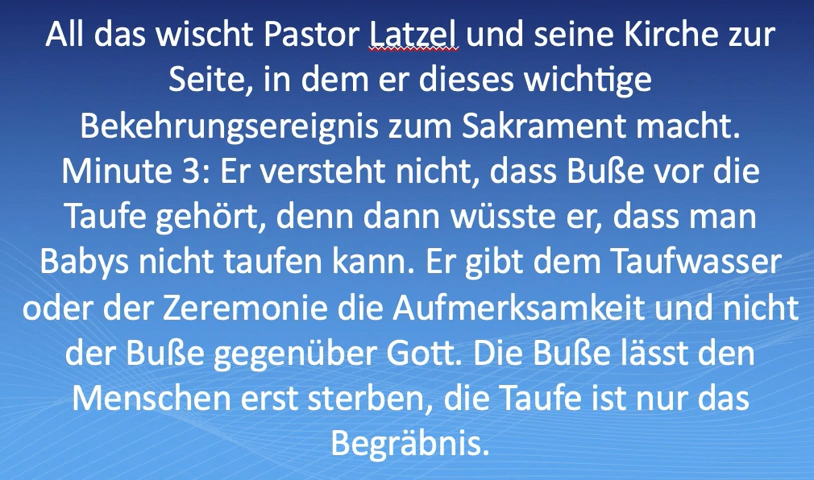 All das wischt Pastor Latzel und seine Kirche zur
Seite, in dem er dieses wichtige
Bekehrungsereignis zum Sakrament macht.
Minute 3: Er versteht nicht, dass Buße vor die
Taufe gehört, denn dann wüsste er, dass man
Babys nicht taufen kann. Er gibt dem Taufwasser
oder der Zeremonie die Aufmerksamkeit und nicht
der Buße gegenüber Gott. Die Buße lässt den
Menschen erst sterben, die Taufe ist nur das
Begräbnis.